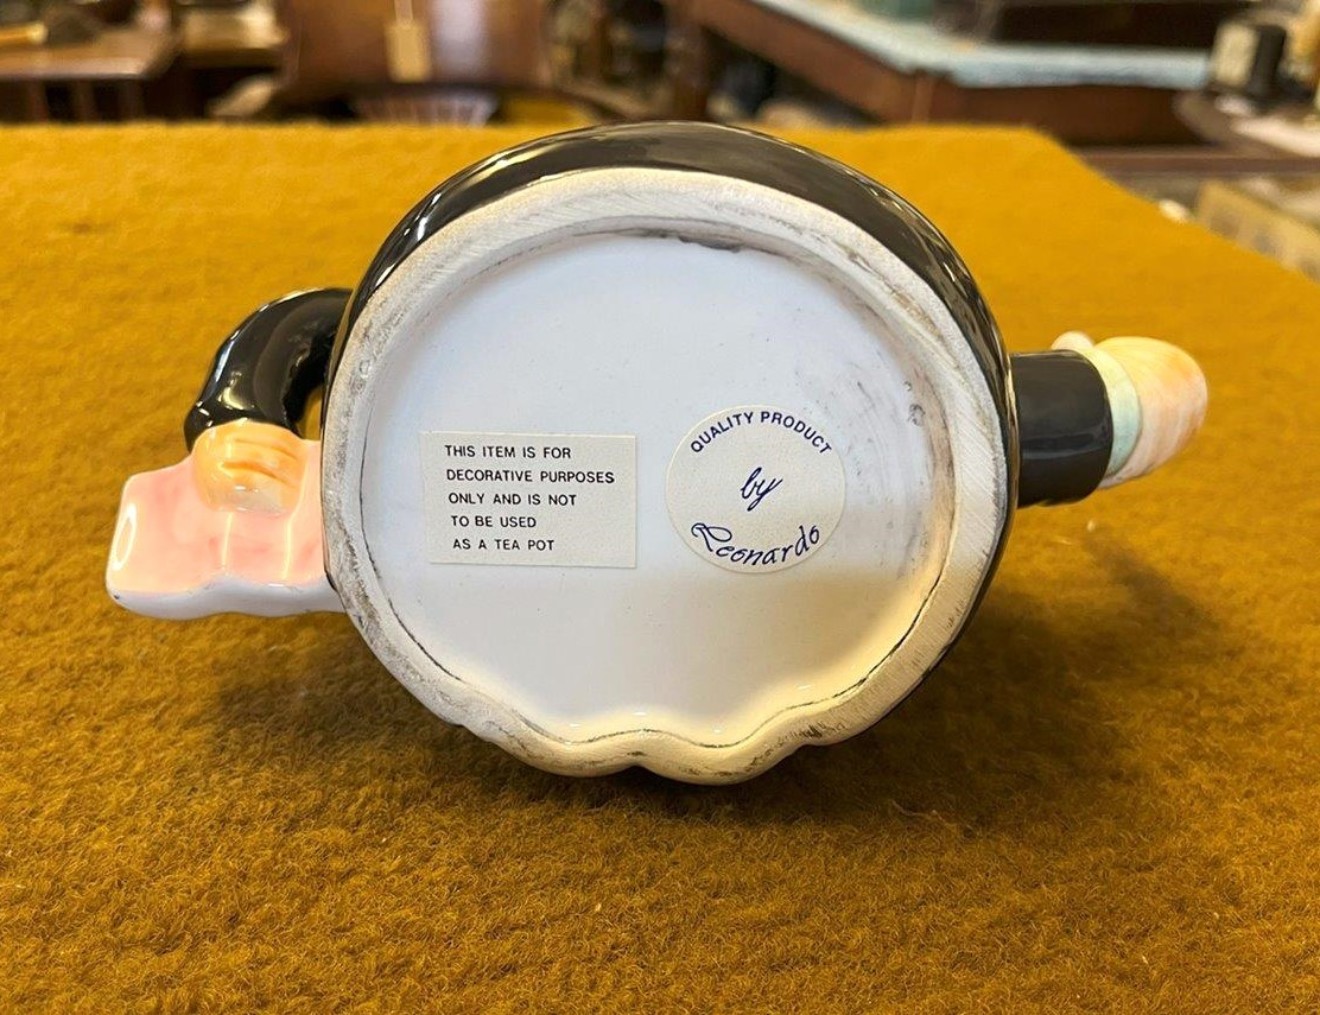 THIS ITEM IS FOR
DECORATIVE PURPOSES
ONLY AND IS NOT
TO BE USED
AS A TEA POT
QUALITY PRODUCT
by
Leonardo